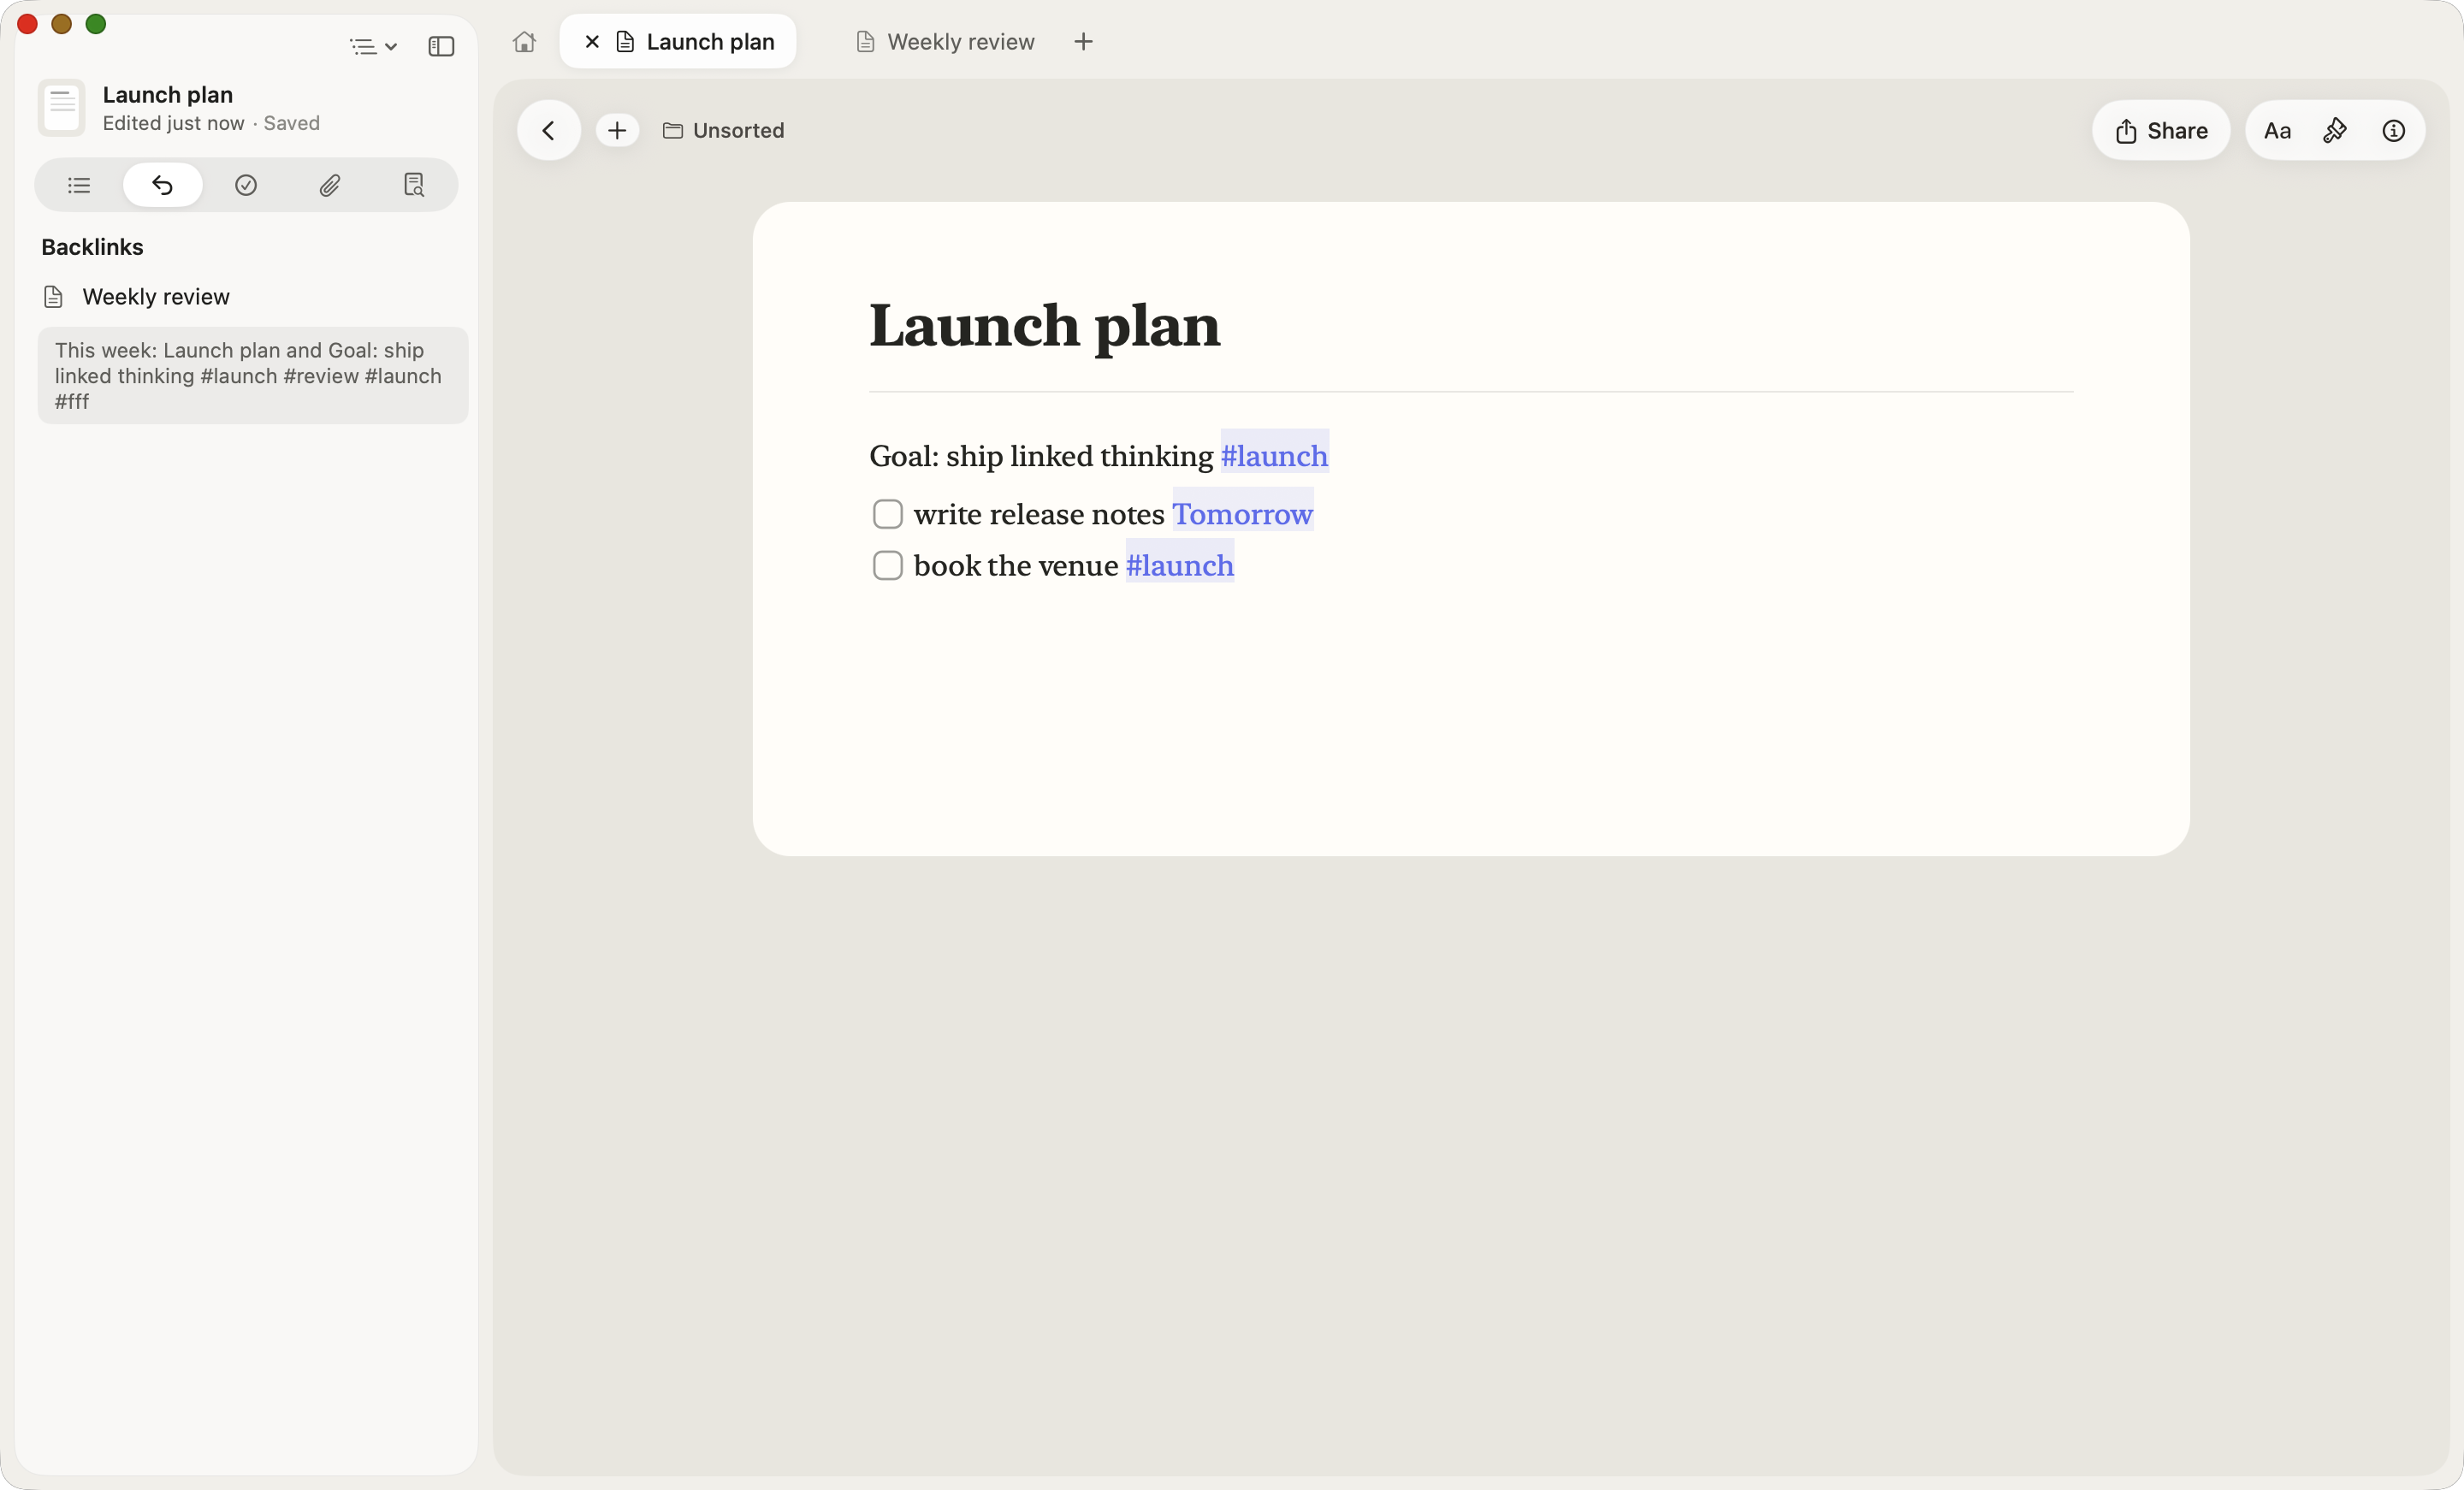 Launch plan
Weekly review
Launch plan
Edited just now · Saved
Unsorted
Share
Aa
Backlinks
Weekly review
This week: Launch plan and Goal: ship
linked thinking #launch #review #launch
#fff
Launch plan
Goal: ship linked thinking #launch
write release notes Tomorrow
book the venue #launch